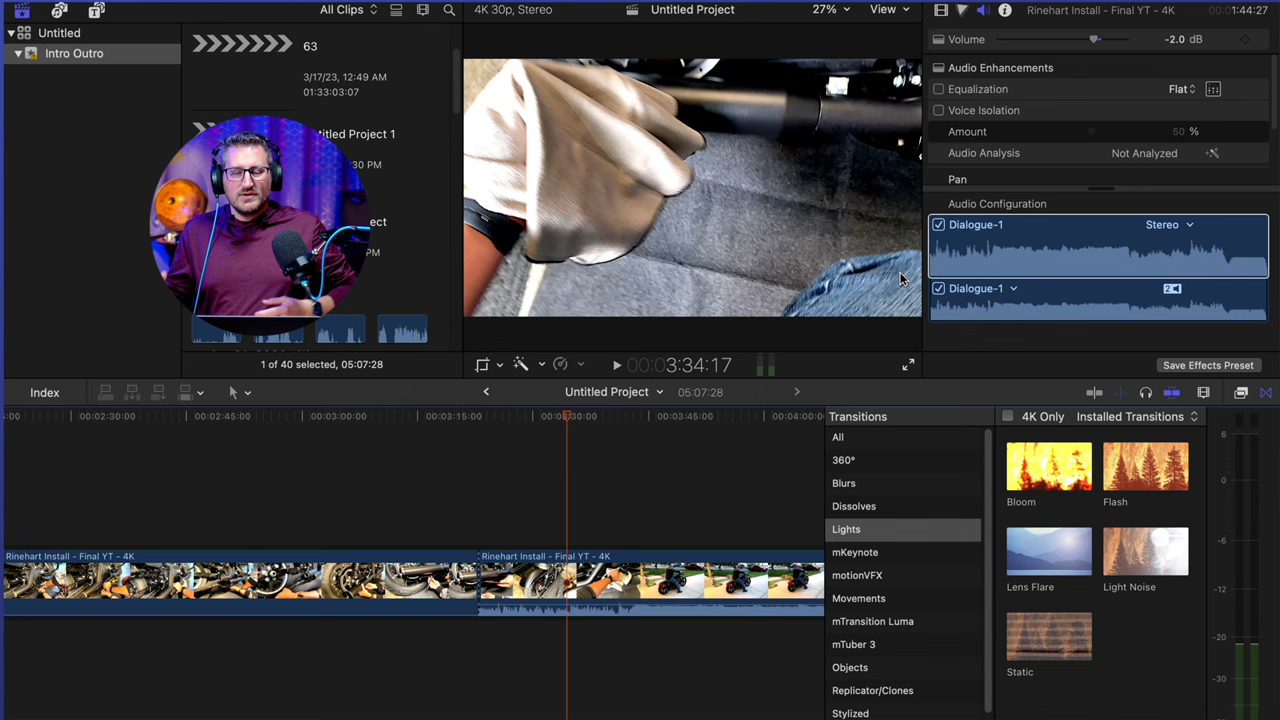 All Clips
4K 30p, Stereo
Untitled Project
27%
View
Rinehart Install - Final YT - 4K
00:01:44:27
Untitled
Intro Outro
63
3/17/23, 12:49 AM
01:33:03:07
titled Project 1
30 PM
ect
PM
1 of 40 selected, 05:07:28
Volume
-2.0 dB
Audio Enhancements
Equalization
Flat
Voice Isolation
Amount
50 %
Audio Analysis
Not Analyzed
Pan
Audio Configuration
Dialogue-1
Stereo
Dialogue-1
2
00:00:03:34:17
Save Effects Preset
Index
Untitled Project
05:07:28
:00
00:02:30:00
00:02:45:00
00:03:00:00
00:03:15:00
00:03:30:00
00:03:45:00
00:04:00:00
Rinehart Install - Final YT - 4K
Rinehart Install - Final YT - 4K
Transitions
All
360°
Blurs
Dissolves
Lights
mKeynote
motionVFX
Movements
mTransition Luma
mTuber 3
Objects
Replicator/Clones
Stylized
4K Only
Installed Transitions
Bloom
Flash
Lens Flare
Light Noise
Static
6
0
-6
-12
-20
-30